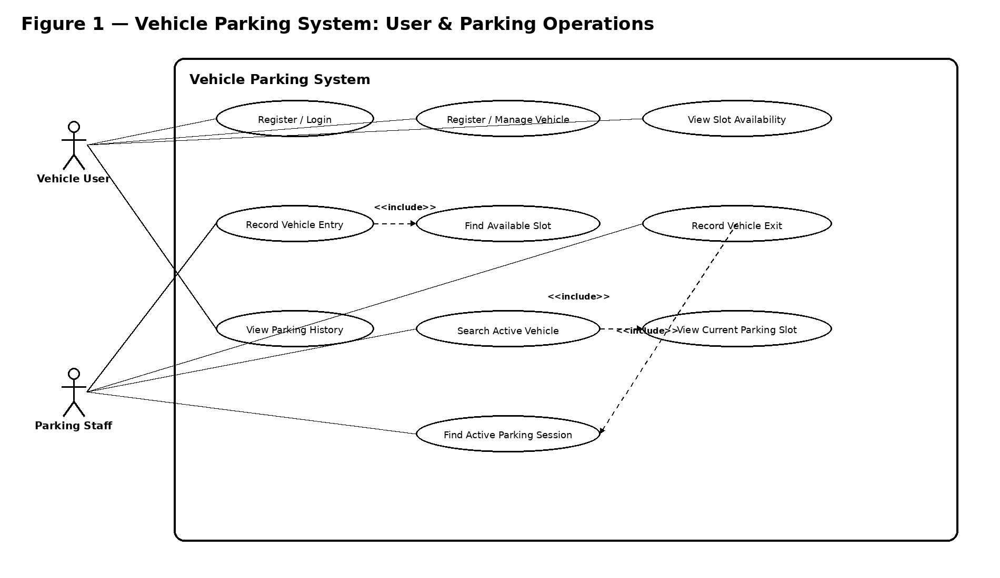 Figure 1 — Vehicle Parking System: User & Parking Operations
Vehicle Parking System
Register / Login
Register / Manage Vehicle
View Slot Availability
Vehicle User
<<include>>
Record Vehicle Entry
Find Available Slot
Record Vehicle Exit
<<include>>
View Parking History
Search Active Vehicle
<<include>>
View Current Parking Slot
Parking Staff
Find Active Parking Session